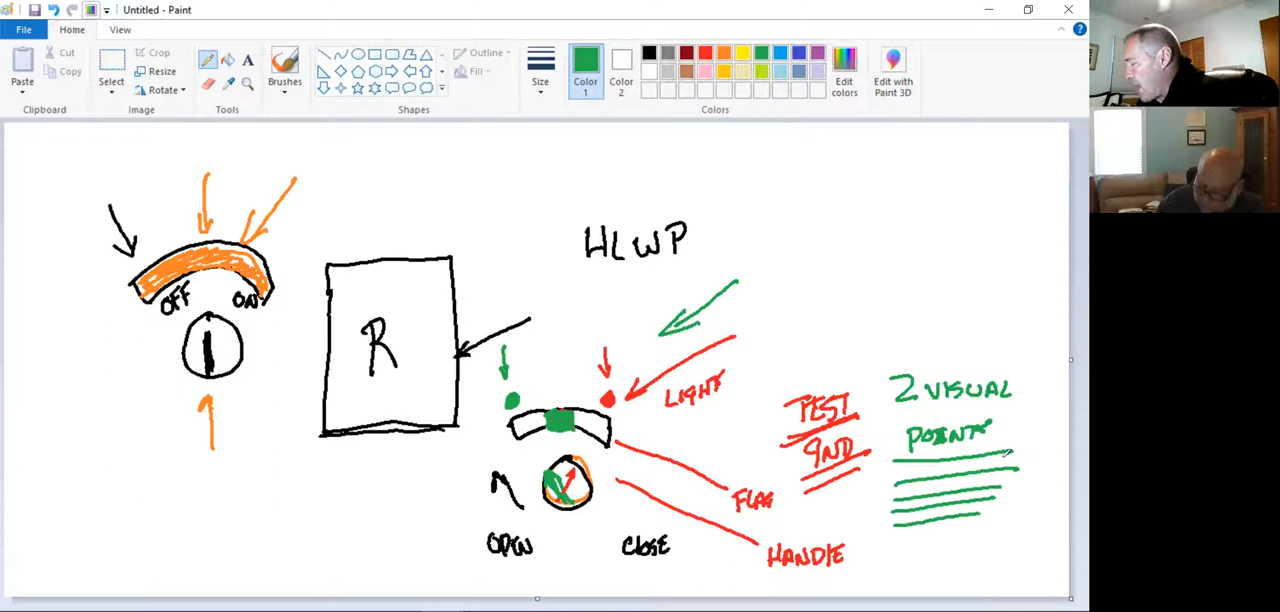 Untitled - Paint
File Home View
Paste
Cut
Copy
Clipboard
Select
Crop
Resize
Rotate
Image
A
Tools
Brushes
Shapes
Outline
Fill
Size
Color 1
Color 2
Edit colors
Colors
Edit with Paint 3D
OFF ON
R
HLWP
LIGHT
TEST
GND
2 VISUAL
POINTS
FLAG
HANDLE
OPEN CLOSE